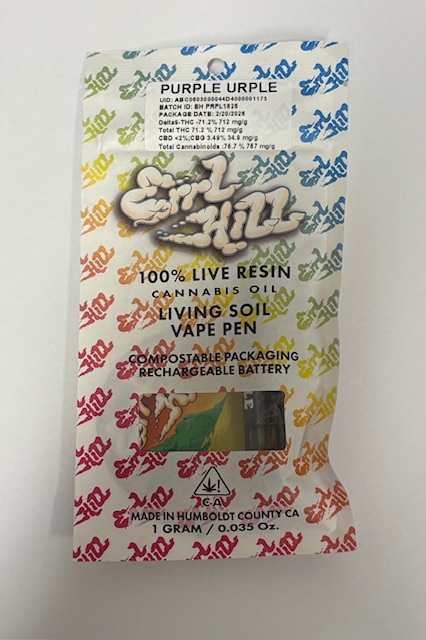 PURPLE URPLE
UID: ABC0603000044D4000001175
BATCH ID: EH PRPL1826
PACKAGE DATE: 2/20/2026
Delta9-THC -71.2% 712 mg/g
Total THC 71.2 % 712 mg/g
CBD <2%;CBG 3.49% 34.9 mg/g
Total Cannabinoids :76.7 % 767 mg/g
Errl
Hill
100% LIVE RESIN
CANNABIS OIL
LIVING SOIL
VAPE PEN
COMPOSTABLE PACKAGING
RECHARGEABLE BATTERY
CA
MADE IN HUMBOLDT COUNTY CA
1 GRAM / 0.035 Oz.